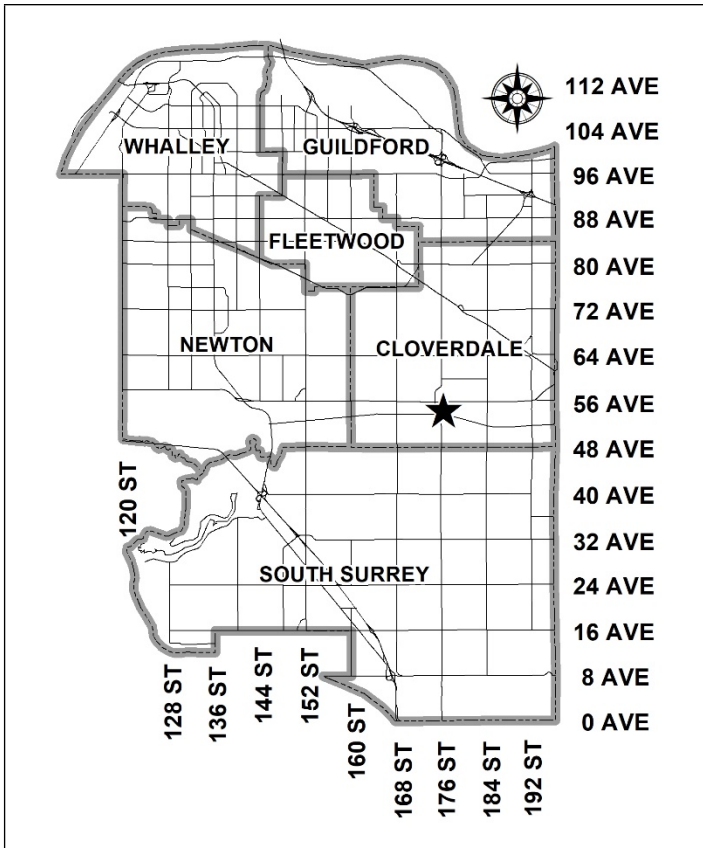 112 AVE
104 AVE
WHALLEY
GUILDFORD
96 AVE
88 AVE
FLEETWOOD
80 AVE
72 AVE
NEWTON
CLOVERDALE
64 AVE
56 AVE
48 AVE
120 ST
40 AVE
32 AVE
SOUTH SURREY
24 AVE
16 AVE
8 AVE
0 AVE
128 ST
136 ST
144 ST
152 ST
160 ST
168 ST
176 ST
184 ST
192 ST